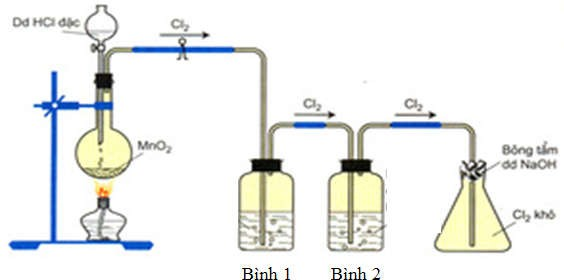 Dd HCl đặc
Cl₂
MnO₂
Cl₂
Cl₂
Bông tẩm
dd NaOH
Cl₂ khô
Bình 1
Bình 2